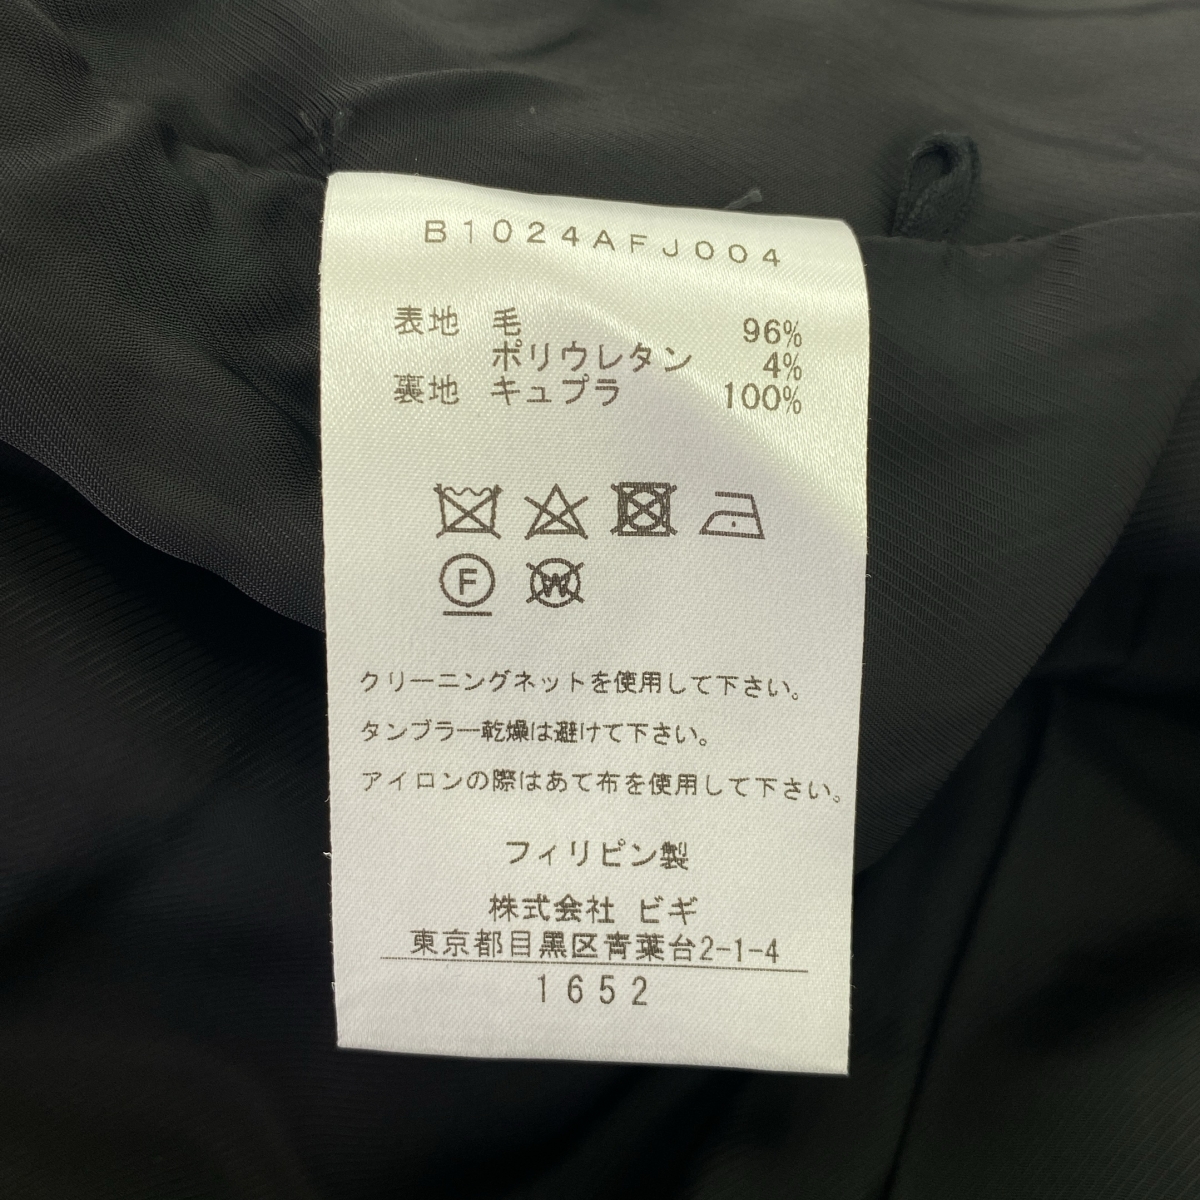 B1024AFJ004
表地 毛 96%
ポリウレタン 4%
裏地 キュプラ 100%
F W
クリーニングネットを使用して下さい。
タンブラー乾燥は避けて下さい。
アイロンの際はあて布を使用して下さい。
フィリピン製
株式会社 ビギ
東京都目黒区青葉台2-1-4
1652